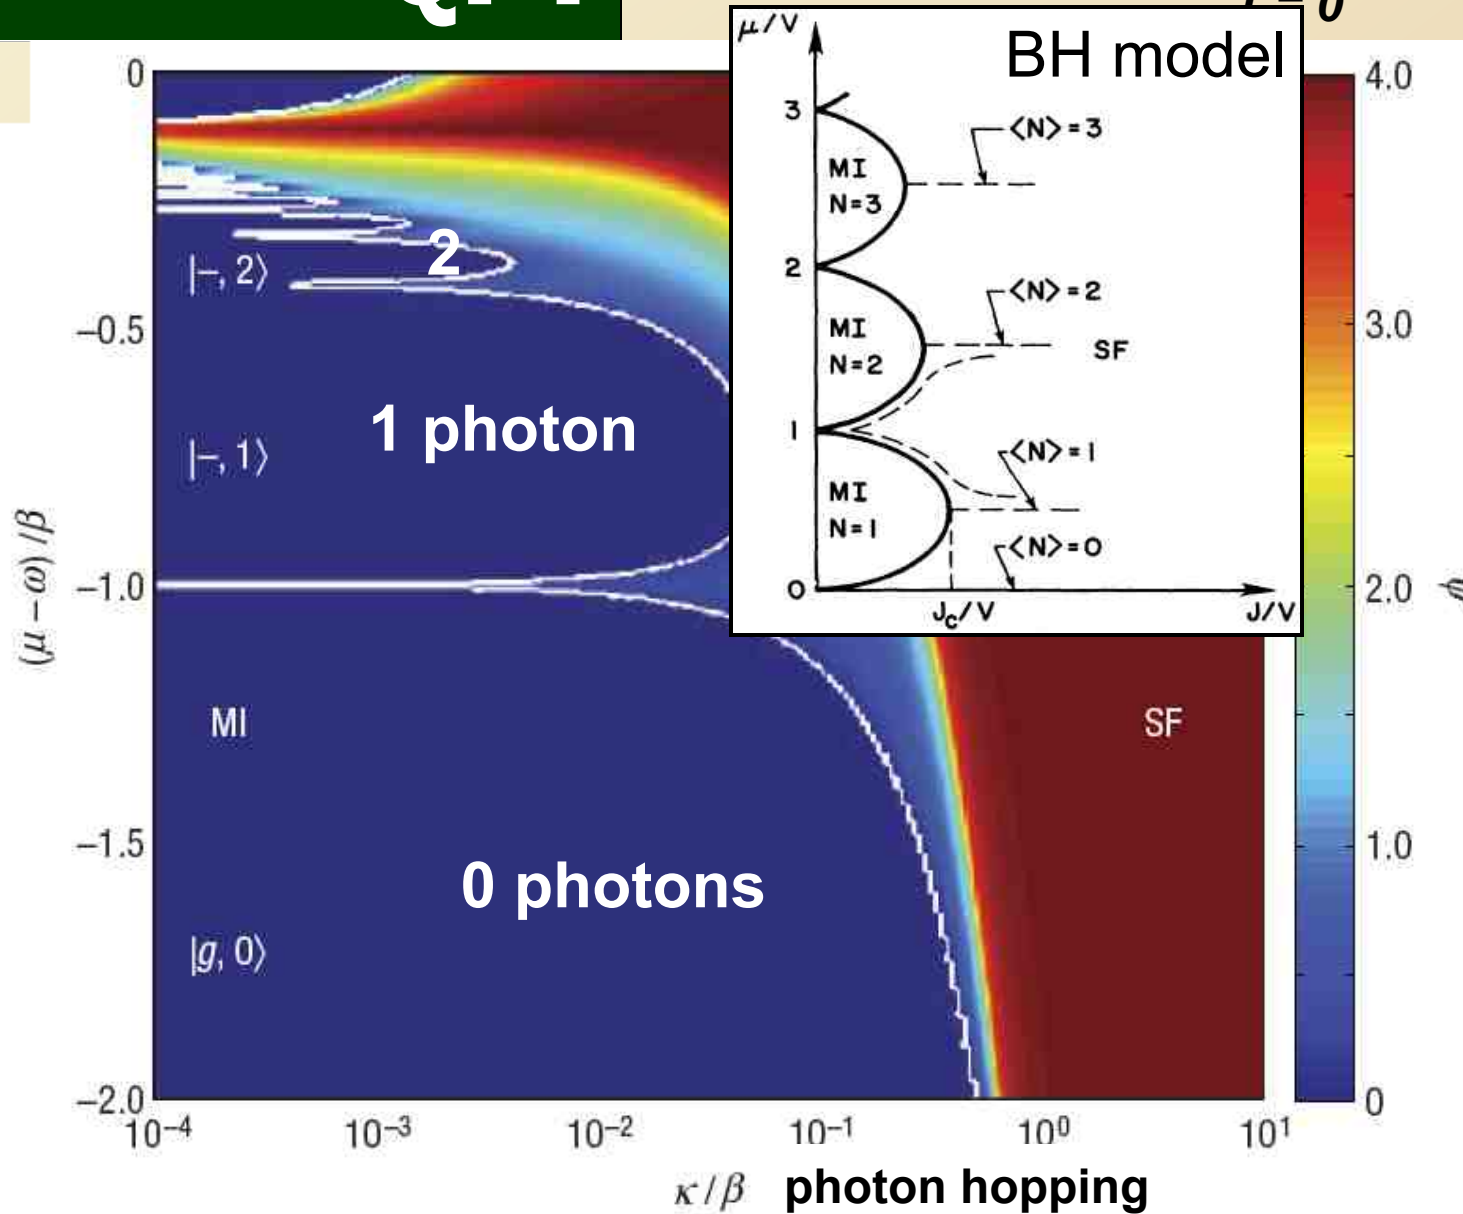 0
−0.5
−1.0
−1.5
−2.0
(μ – ω) / β
|–, 2⟩
2
|–, 1⟩
1 photon
MI
SF
0 photons
|g, 0⟩
10⁻⁴
10⁻³
10⁻²
10⁻¹
10⁰
10¹
κ / β photon hopping
μ/V
BH model
3
2
1
0
MI
N=3
⟨N⟩=3
MI
N=2
⟨N⟩=2
SF
MI
N=1
⟨N⟩=1
⟨N⟩=0
J_C/V
J/V
4.0
3.0
2.0
1.0
0